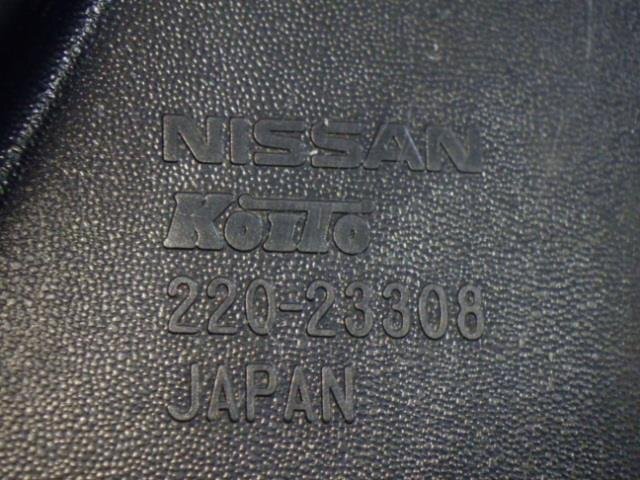 NISSAN
KoiTo
220-23308
JAPAN